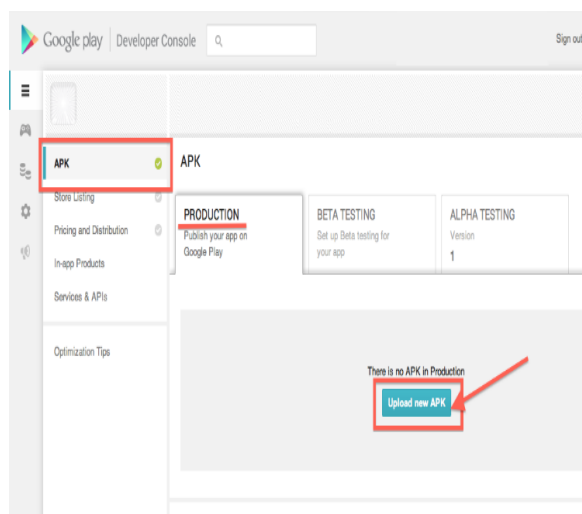 Google play Developer Console
Sign out
APK
Store Listing
Pricing and Distribution
In-app Products
Services & APIs
Optimization Tips
APK
PRODUCTION
Publish your app on
Google Play
BETA TESTING
Set up Beta testing for
your app
ALPHA TESTING
Version
1
There is no APK in Production
Upload new APK